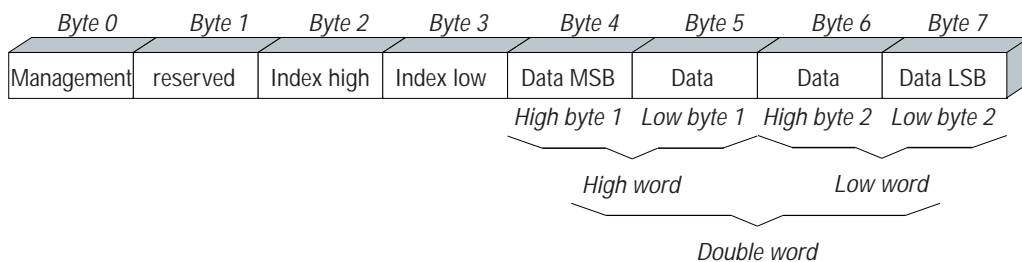 Byte 0 Byte 1 Byte 2 Byte 3 Byte 4 Byte 5 Byte 6 Byte 7
Management reserved Index high Index low Data MSB Data Data Data LSB
High byte 1 Low byte 1 High byte 2 Low byte 2
High word Low word
Double word